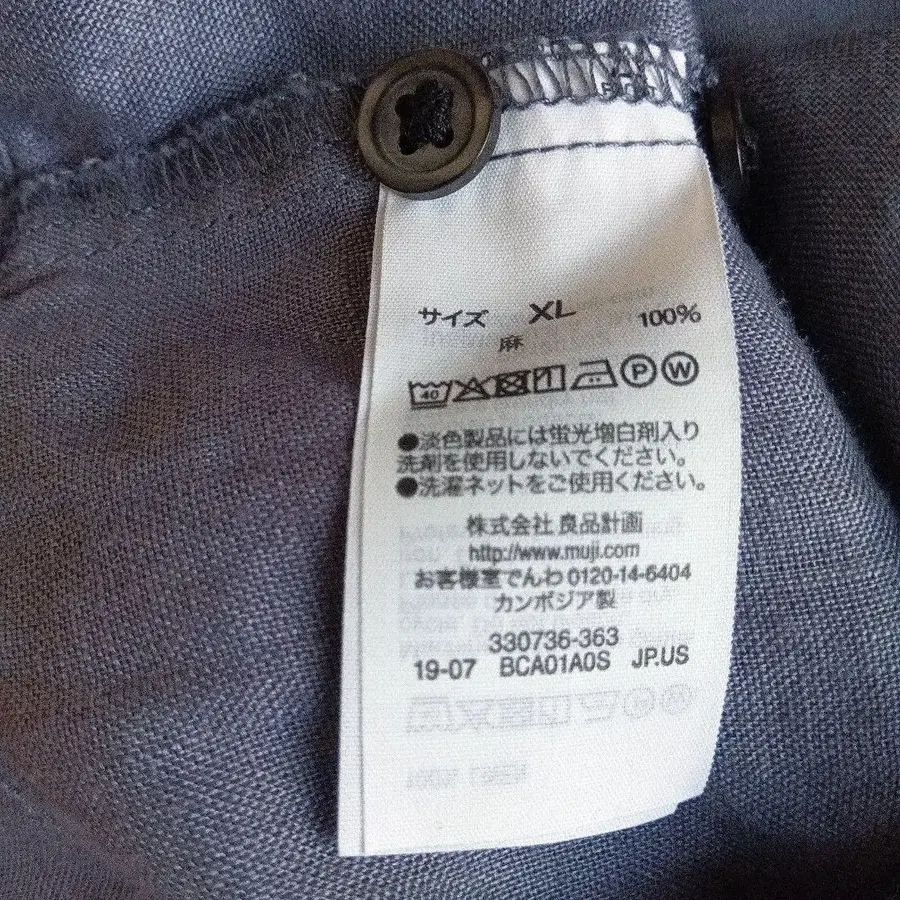 サイズ XL
麻 100%
40 P W
●淡色製品には蛍光増白剤入り
洗剤を使用しないでください。
●洗濯ネットをご使用ください。
株式会社 良品計画
http://www.muji.com
お客様室でんわ 0120-14-6404
カンボジア製
330736-363
19-07 BCA01A0S JP.US